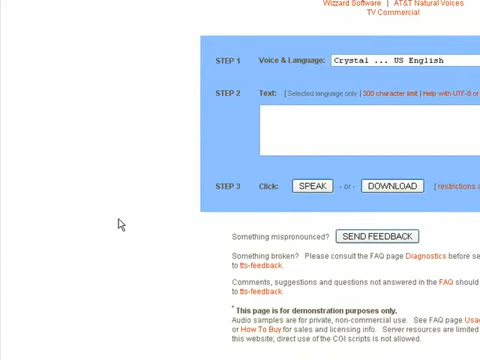 Wizzard Software | AT&T Natural Voices
TV Commercial
STEP 1 Voice & Language: Crystal ... US English
STEP 2 Text: [Selected language only | 300 character limit | Help with UTF-8 or
STEP 3 Click: SPEAK - or - DOWNLOAD [restrictions a
Something mispronounced? SEND FEEDBACK
Something broken? Please consult the FAQ page Diagnostics before se
to tts-feedback.
Comments, suggestions and questions not answered in the FAQ should
to tts-feedback.
* This page is for demonstration purposes only.
Audio samples are for private, non-commercial use. See FAQ page Usag
or How To Buy for sales and licensing info. Server resources are limited
this website; direct use of the CGI scripts is not allowed.